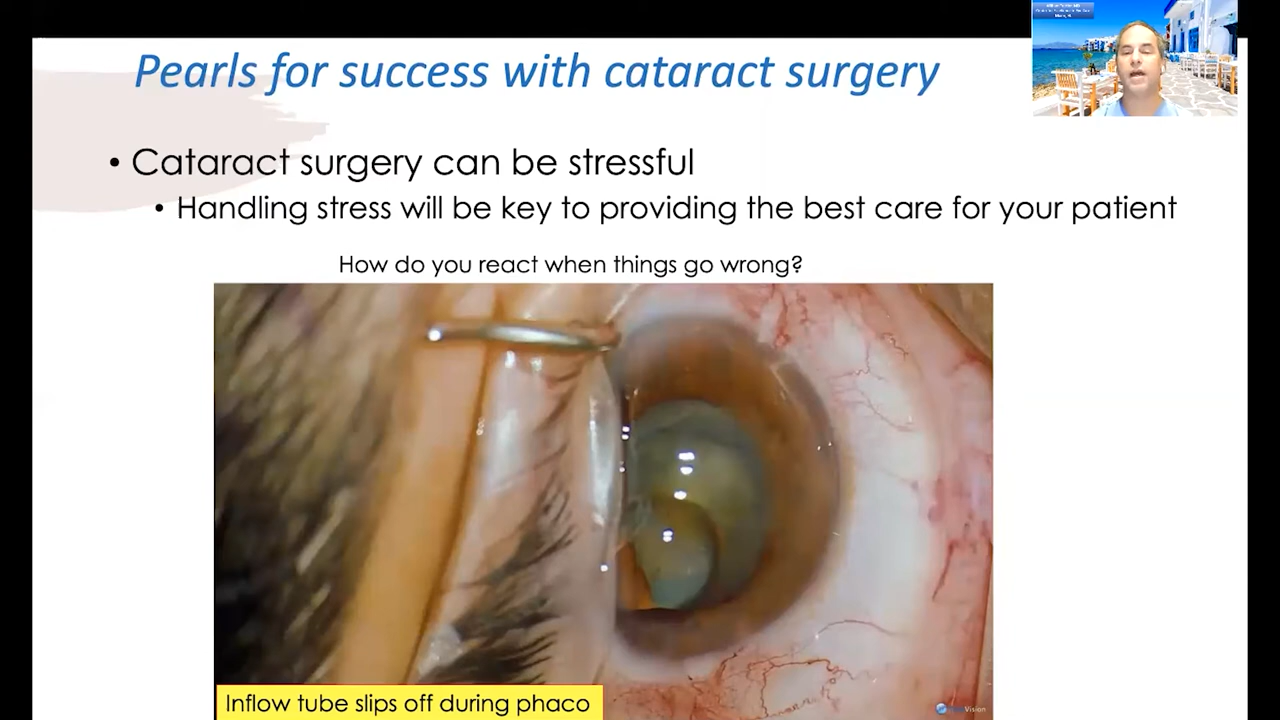 Pearls for success with cataract surgery
• Cataract surgery can be stressful
• Handling stress will be key to providing the best care for your patient
How do you react when things go wrong?
Inflow tube slips off during phaco